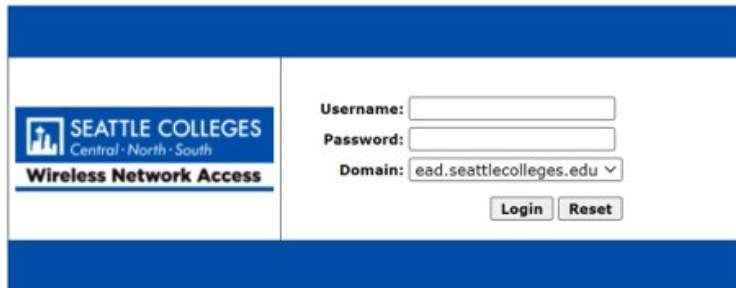 SEATTLE COLLEGES
Central · North · South
Wireless Network Access
Username:
Password:
Domain: ead.seattlecolleges.edu
Login Reset